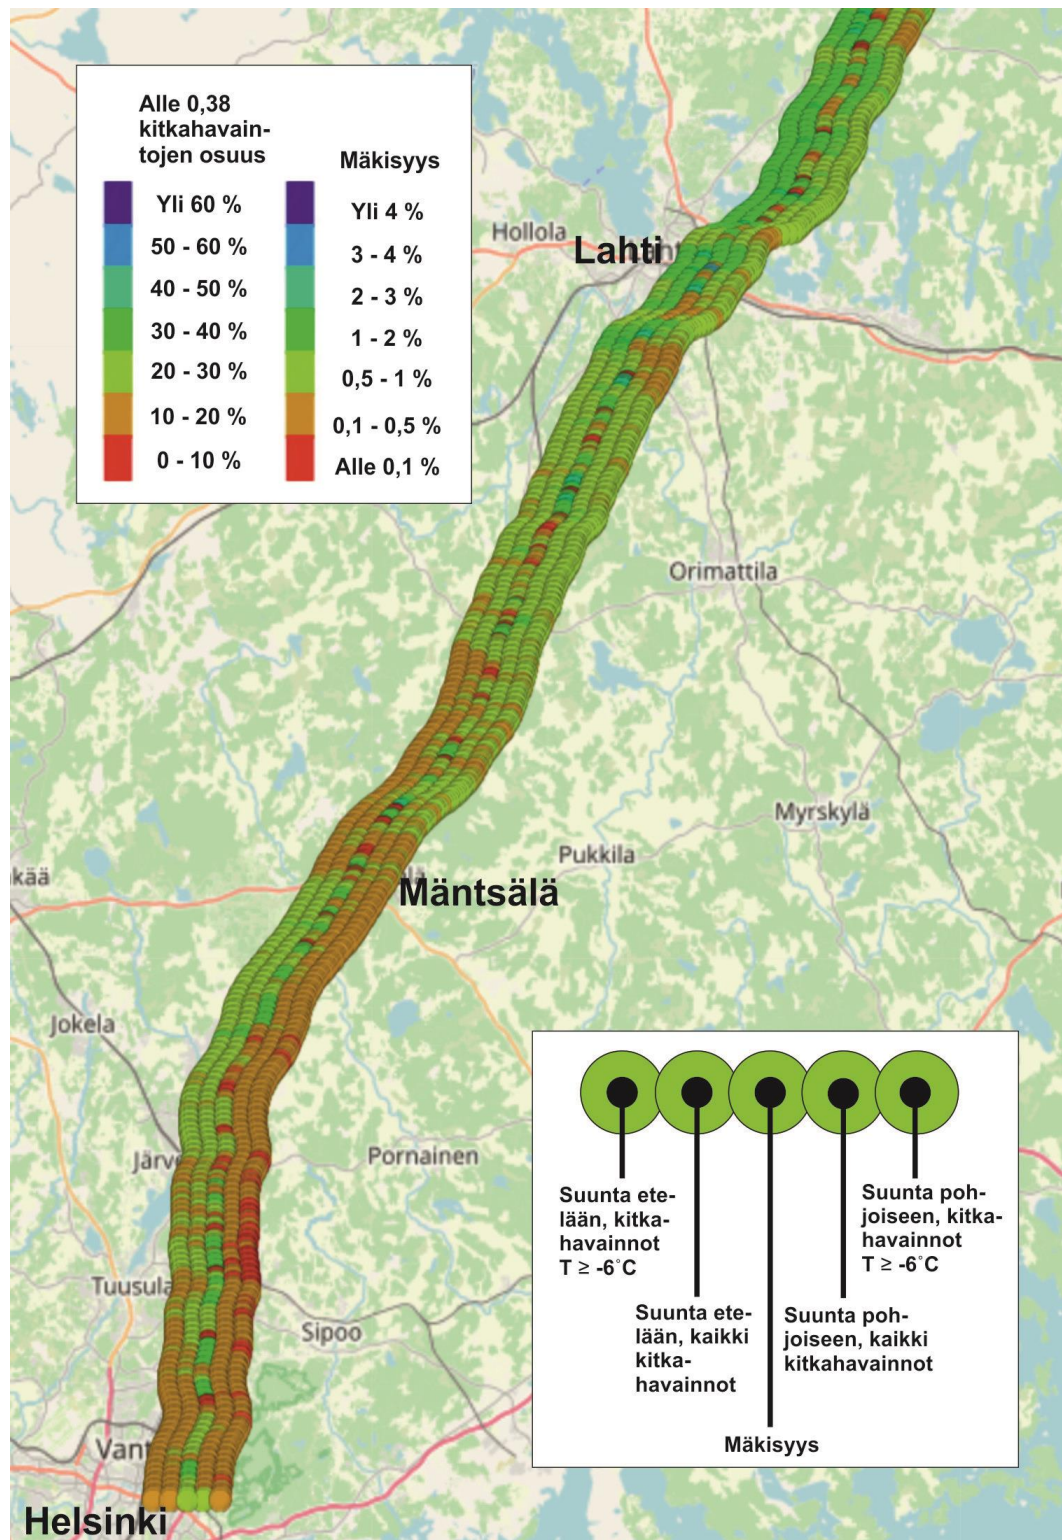 Alle 0,38
kitkahavain-
tojen osuus
Yli 60 %
50 - 60 %
40 - 50 %
30 - 40 %
20 - 30 %
10 - 20 %
0 - 10 %
Mäkisyys
Yli 4 %
3 - 4 %
2 - 3 %
1 - 2 %
0,5 - 1 %
0,1 - 0,5 %
Alle 0,1 %
Hollola
Lahti
Orimattila
Myrskylä
Pukkila
kää
Mäntsälä
Jokela
Järve
Pornainen
Tuusula
Sipoo
Vant
Helsinki
Suunta ete-
lään, kitka-
havainnot
T ≥ -6°C
Suunta ete-
lään, kaikki
kitka-
havainnot
Mäkisyys
Suunta poh-
joiseen, kaikki
kitkahavainnot
Suunta poh-
joiseen, kitka-
havainnot
T ≥ -6°C